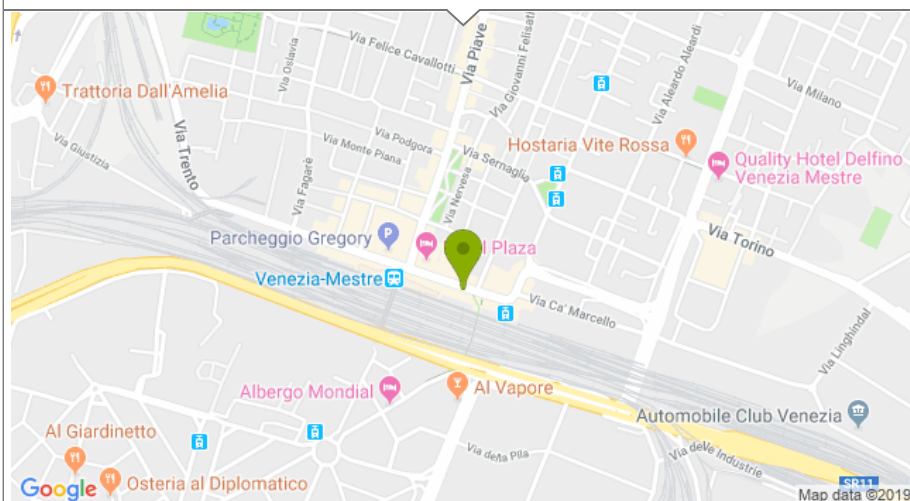 Via Piave
Via Giovanni Felisati
Via Felice Cavallotti
Via Oslavia
Via Aleardo Aleardi
Via Milano
Trattoria Dall'Amelia
Via Giustizia
Via Trento
Via Podgora
Via Monte Piana
Via Sernaglia
Hostaria Vite Rossa
Quality Hotel Delfino
Venezia Mestre
Via Fagarè
Via Nervesa
Via Torino
Parcheggio Gregory
P
l Plaza
Venezia-Mestre
Via Ca' Marcello
Via Linghindal
Albergo Mondial
Al Vapore
Automobile Club Venezia
Al Giardinetto
Via della Pila
Via delle Industrie
Osteria al Diplomatico
SR11
Google
Map data ©2019